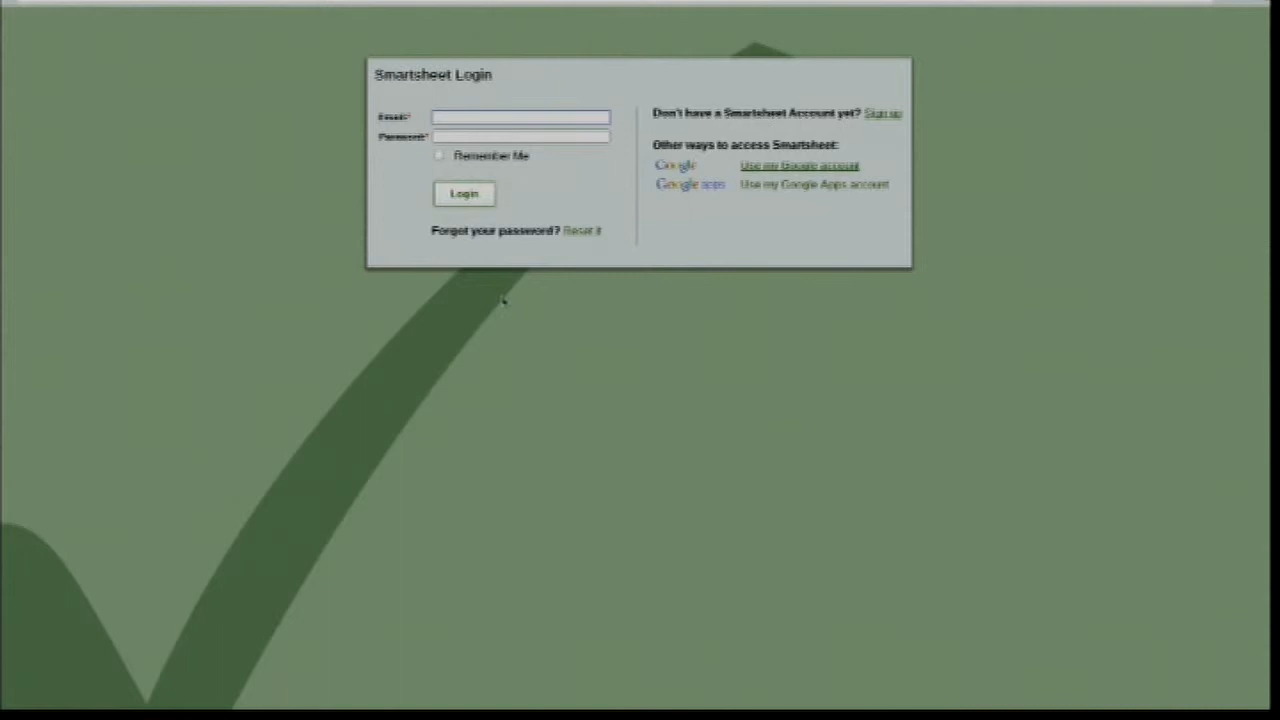 Smartsheet Login
Email:*
Password:*
Remember Me
Login
Forgot your password? Reset it
Don't have a Smartsheet Account yet? Sign up
Other ways to access Smartsheet:
Google Use my Google account
Google apps Use my Google Apps account